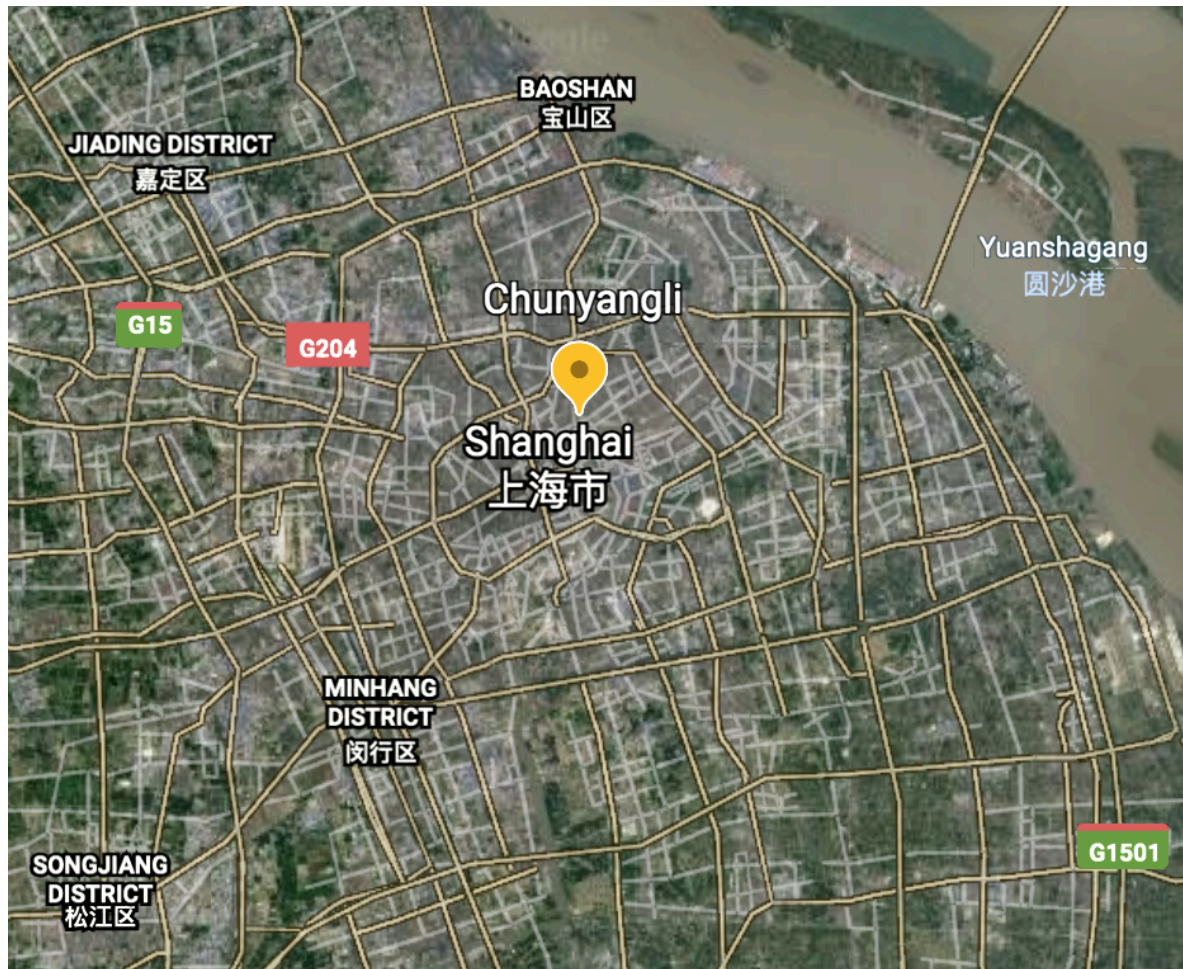 BAOSHAN
宝山区
JIADING DISTRICT
嘉定区
Yuanshagang
圆沙港
Chunyangli
G15
G204
Shanghai
上海市
MINHANG
DISTRICT
闵行区
G1501
SONGJIANG
DISTRICT
松江区